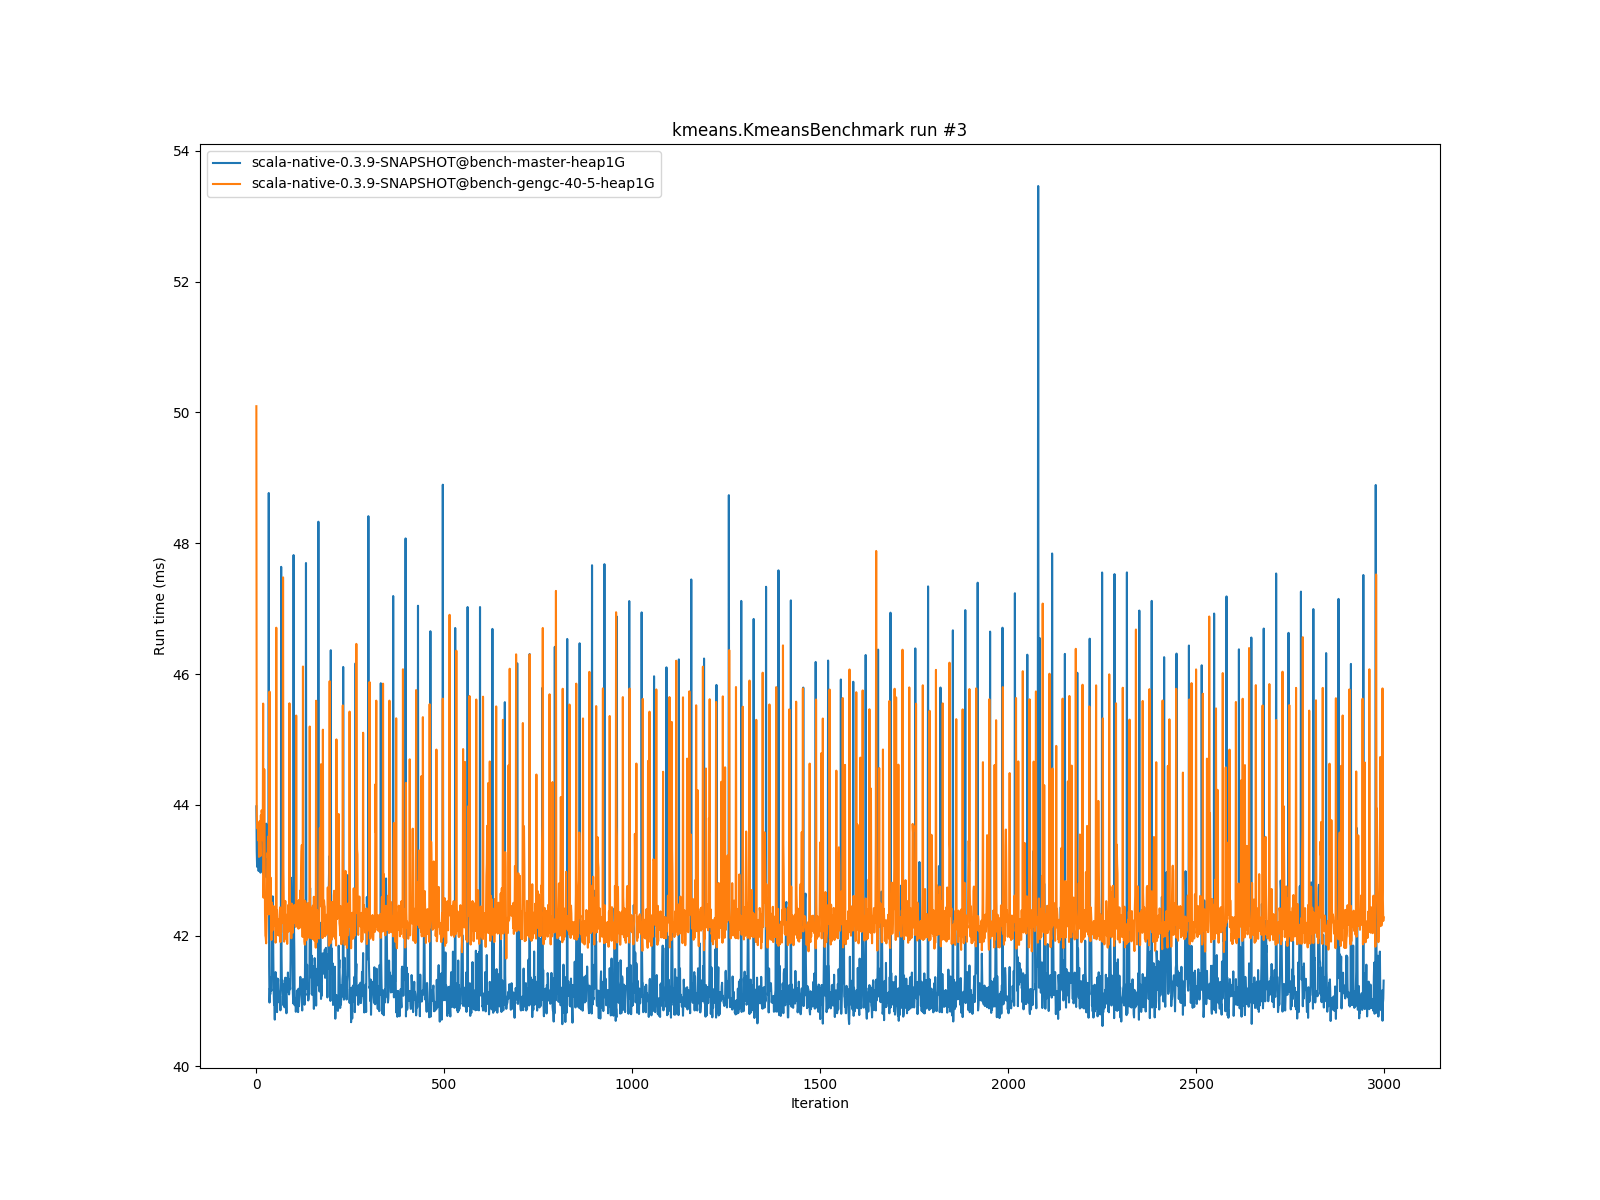 kmeans.KmeansBenchmark run #3
scala-native-0.3.9-SNAPSHOT@bench-master-heap1G
scala-native-0.3.9-SNAPSHOT@bench-gengc-40-5-heap1G
54
52
50
48
46
44
42
40
Run time (ms)
0 500 1000 1500 2000 2500 3000
Iteration